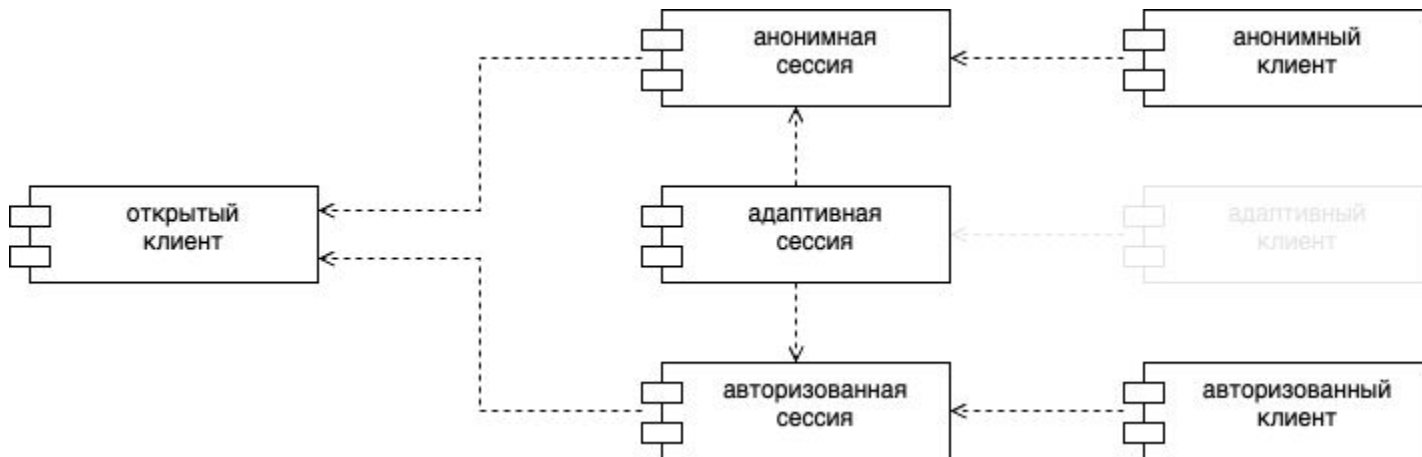 анонимная
сессия
анонимный
клиент
открытый
клиент
адаптивная
сессия
адаптивный
клиент
авторизованная
сессия
авторизованный
клиент